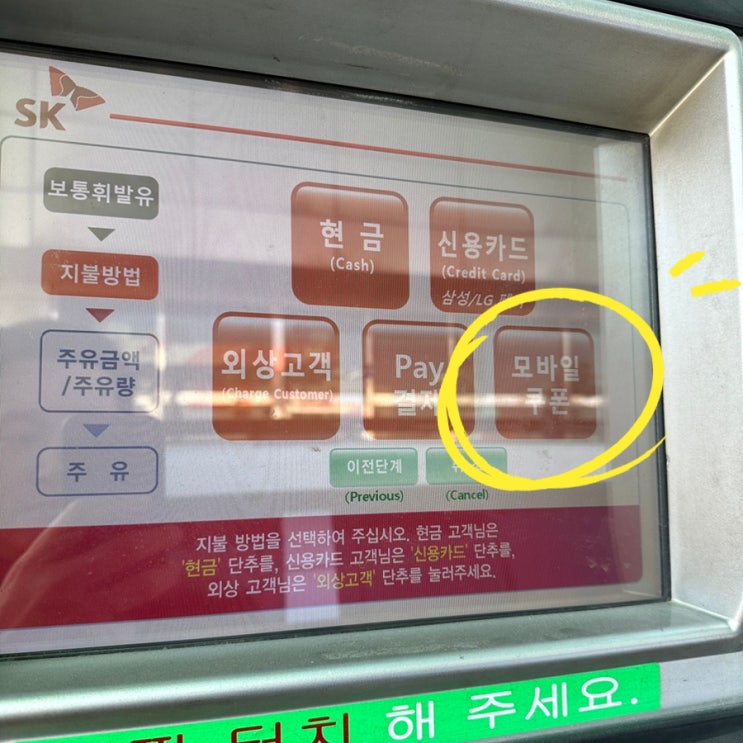 SK
보통휘발유
지불방법
주유금액
/주유량
주 유
현 금
(Cash)
신용카드
(Credit Card)
삼성/LG
외상고객
(Charge Customer)
Pay
결제
모바일
쿠폰
이전단계
(Previous)
(Cancel)
지불 방법을 선택하여 주십시오. 현금 고객님은
'현금' 단추를, 신용카드 고객님은 '신용카드' 단추를,
외상 고객님은 '외상고객' 단추를 눌러주세요.
터치 해 주세요.